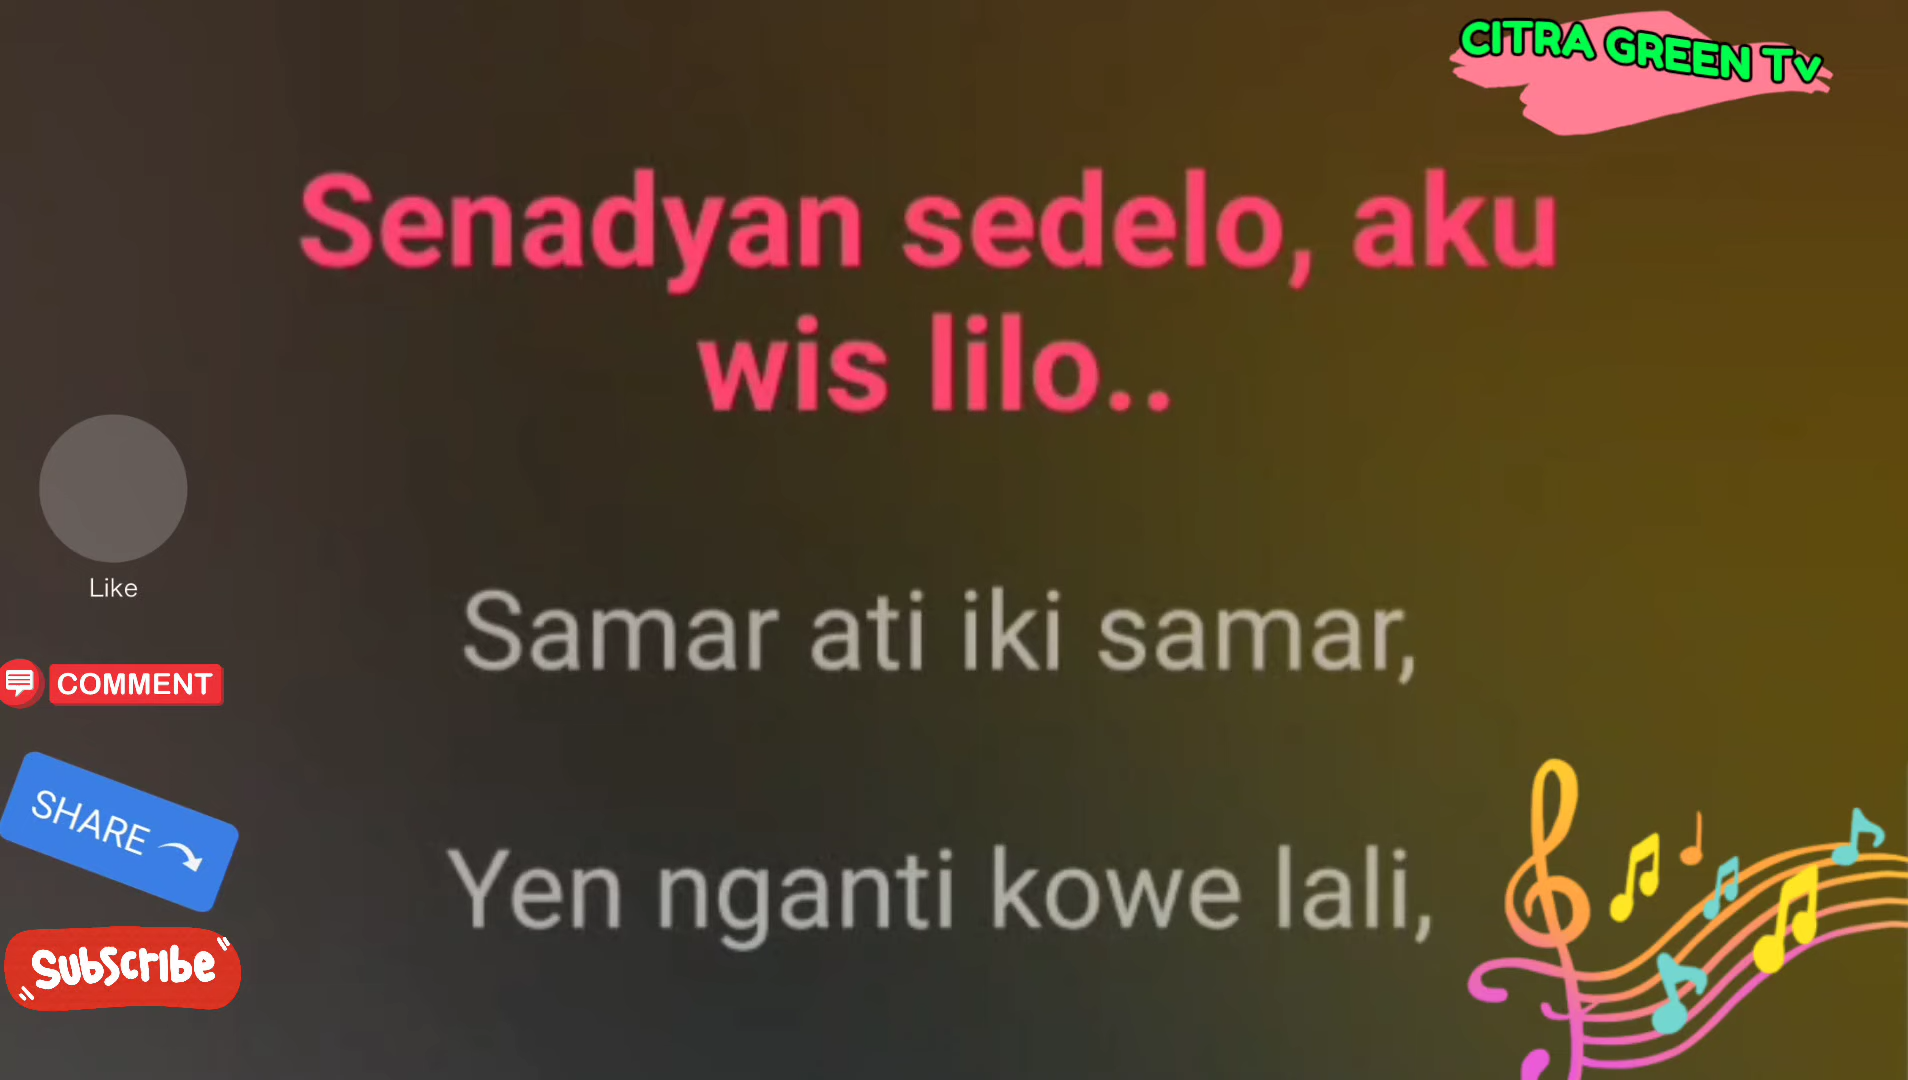 CITRA GREEN Tv
Senadyan sedelo, aku
wis lilo..
Like
Samar ati iki samar,
COMMENT
SHARE
Yen nganti kowe lali,
Subscribe